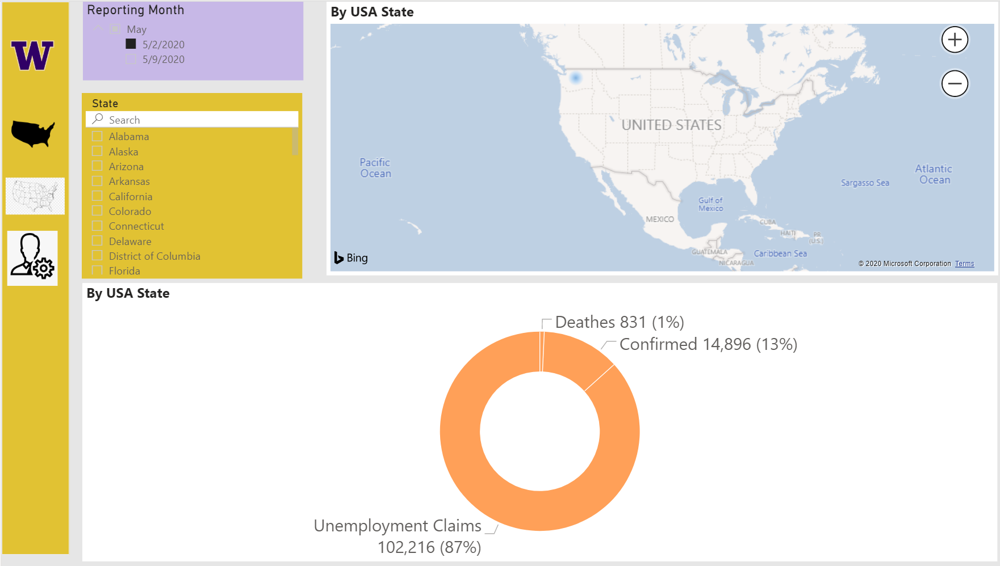 W
Reporting Month
May
5/2/2020
5/9/2020
State
Search
Alabama
Alaska
Arizona
Arkansas
California
Colorado
Connecticut
Delaware
District of Columbia
Florida
By USA State
UNITED STATES
Pacific
Ocean
Atlantic
Ocean
Sargasso Sea
Gulf of
Mexico
MEXICO
CUBA
HAITI
PR
(U.S.)
GUATEMALA
Caribbean Sea
NICARAGUA
Bing
© 2020 Microsoft Corporation Terms
By USA State
Deathes 831 (1%)
Confirmed 14,896 (13%)
Unemployment Claims
102,216 (87%)